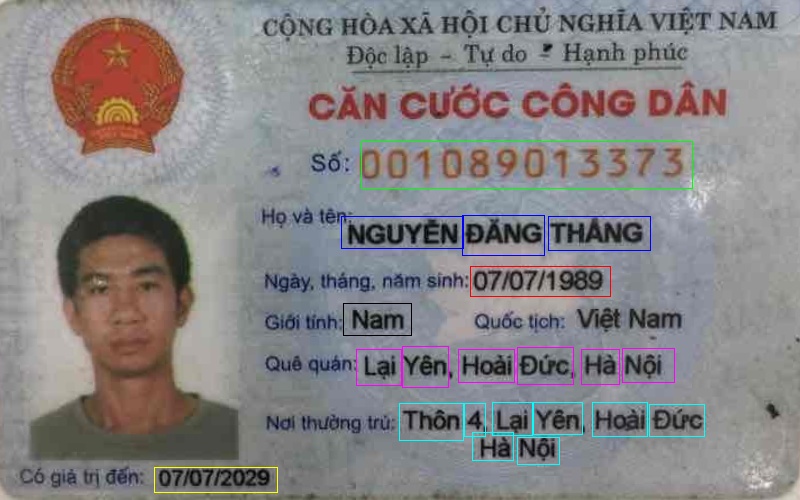 CỘNG HÒA XÃ HỘI CHỦ NGHĨA VIỆT NAM
Độc lập - Tự do - Hạnh phúc
CĂN CƯỚC CÔNG DÂN
Số: 001089013373
Họ và tên:
NGUYỄN ĐĂNG THẮNG
Ngày, tháng, năm sinh: 07/07/1989
Giới tính: Nam Quốc tịch: Việt Nam
Quê quán: Lại Yên, Hoài Đức, Hà Nội
Nơi thường trú: Thôn 4, Lại Yên, Hoài Đức
Hà Nội
Có giá trị đến: 07/07/2029